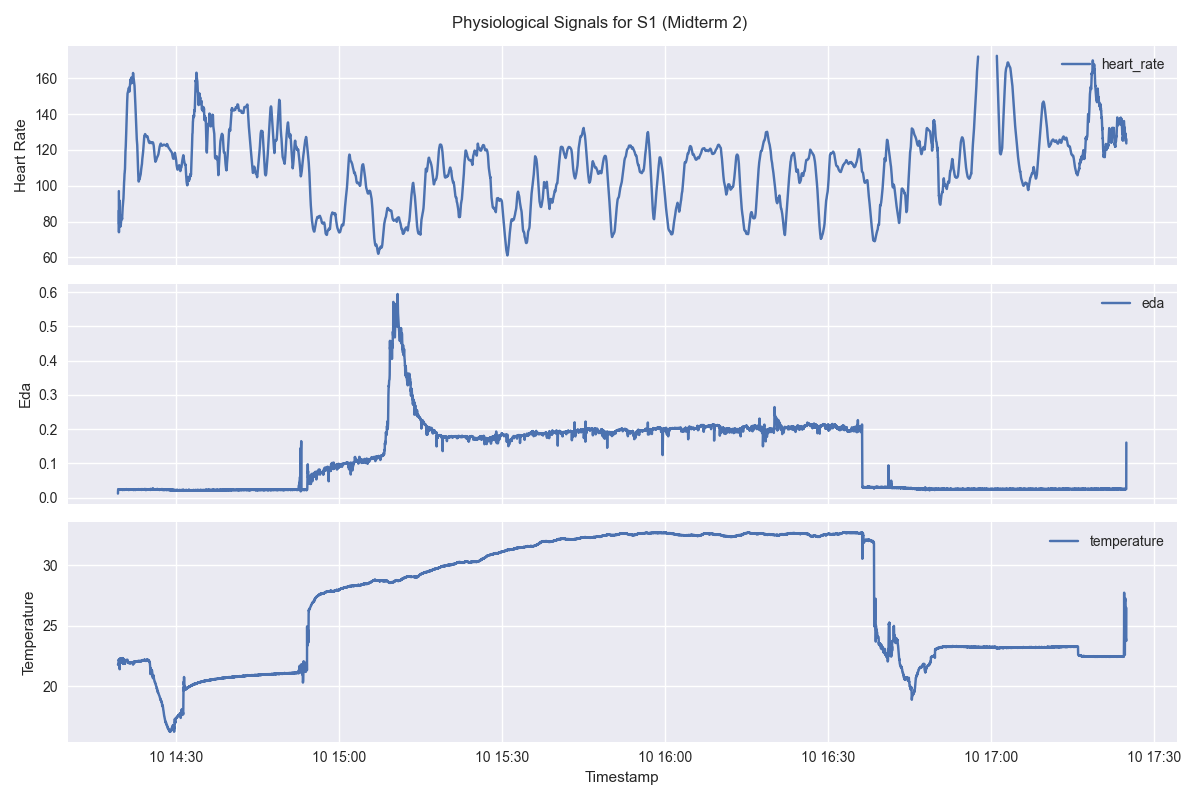 Physiological Signals for S1 (Midterm 2)
heart_rate
160
140
120
100
80
60
Heart Rate
eda
0.6
0.5
0.4
0.3
0.2
0.1
0.0
Eda
temperature
30
25
20
Temperature
10 14:30 10 15:00 10 15:30 10 16:00 10 16:30 10 17:00 10 17:30
Timestamp